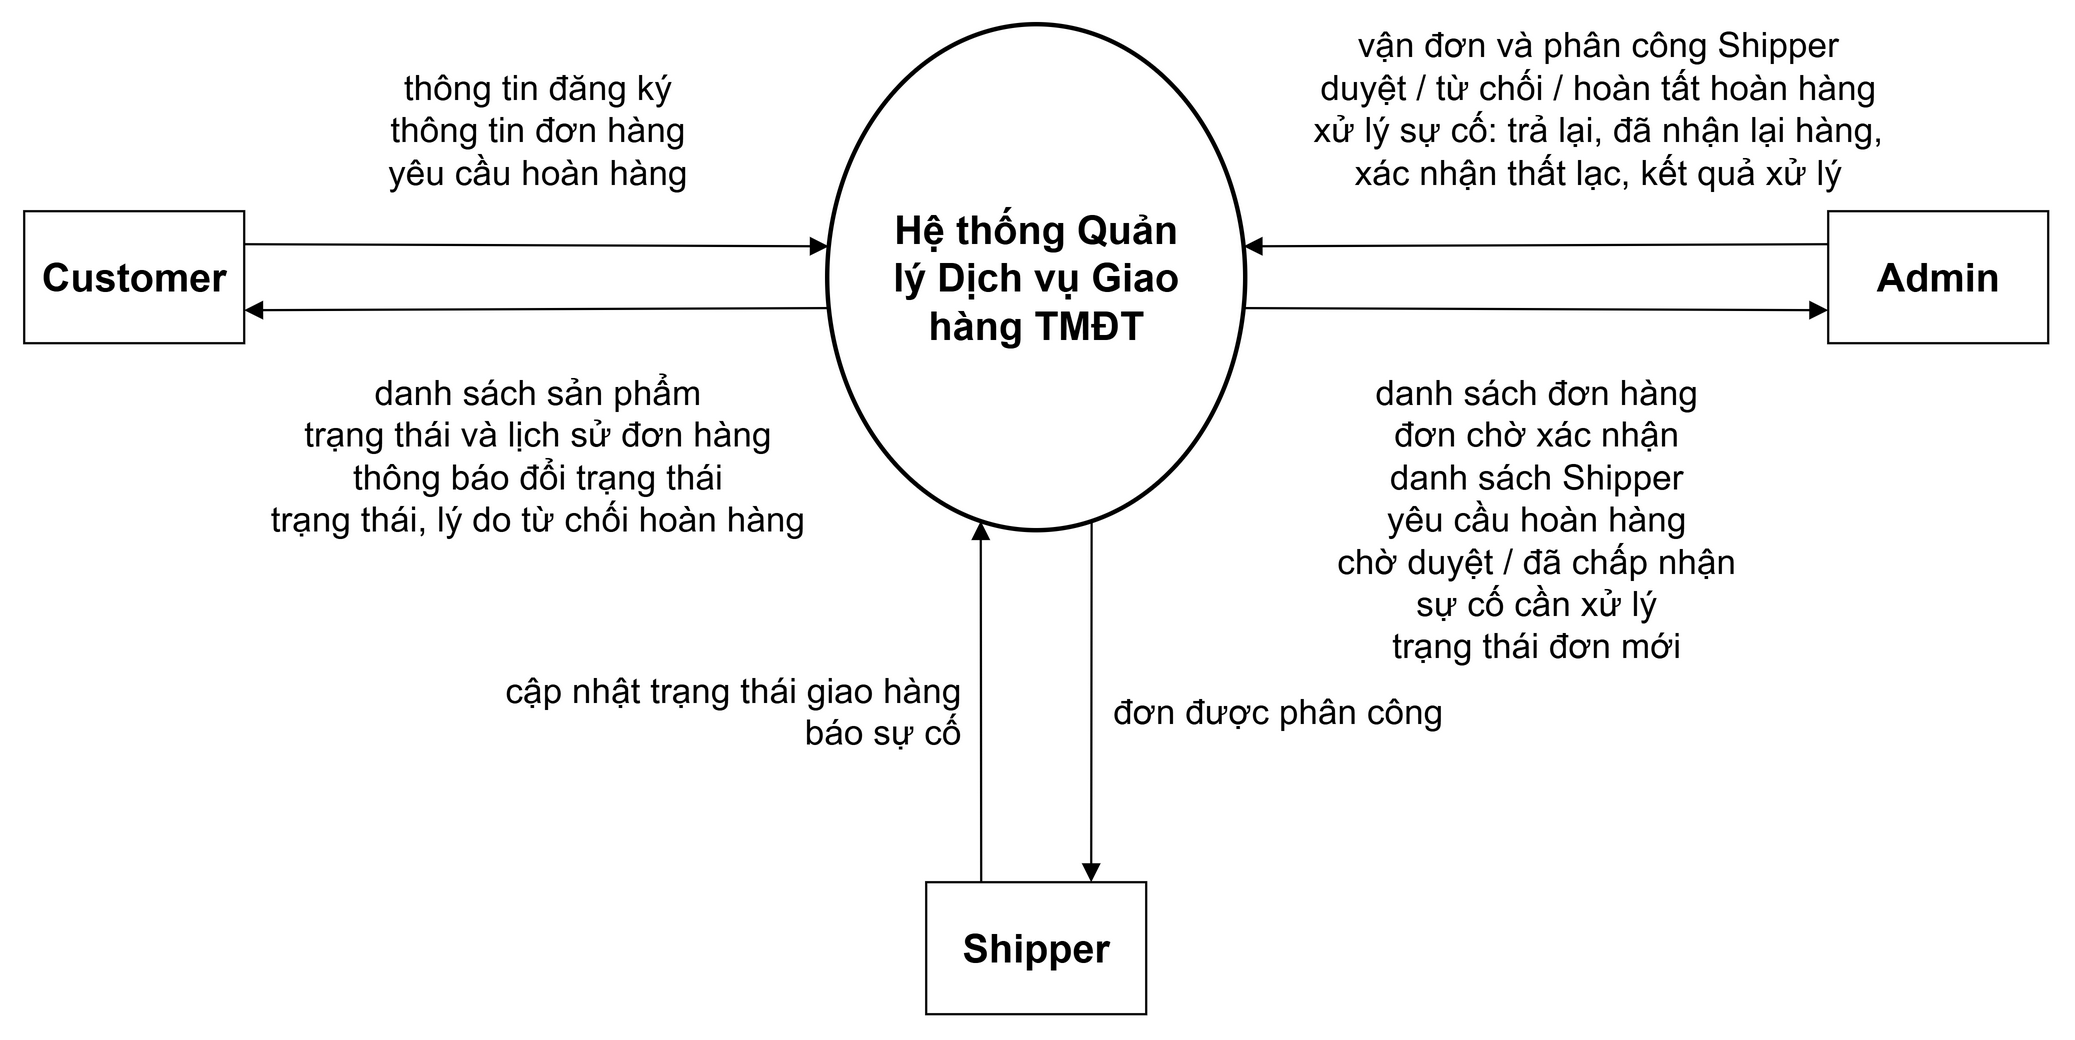 thông tin đăng ký
thông tin đơn hàng
yêu cầu hoàn hàng
vận đơn và phân công Shipper
duyệt / từ chối / hoàn tất hoàn hàng
xử lý sự cố: trả lại, đã nhận lại hàng,
xác nhận thất lạc, kết quả xử lý
Customer
Hệ thống Quản
lý Dịch vụ Giao
hàng TMĐT
Admin
danh sách sản phẩm
trạng thái và lịch sử đơn hàng
thông báo đổi trạng thái
trạng thái, lý do từ chối hoàn hàng
danh sách đơn hàng
đơn chờ xác nhận
danh sách Shipper
yêu cầu hoàn hàng
chờ duyệt / đã chấp nhận
sự cố cần xử lý
trạng thái đơn mới
cập nhật trạng thái giao hàng
báo sự cố
đơn được phân công
Shipper